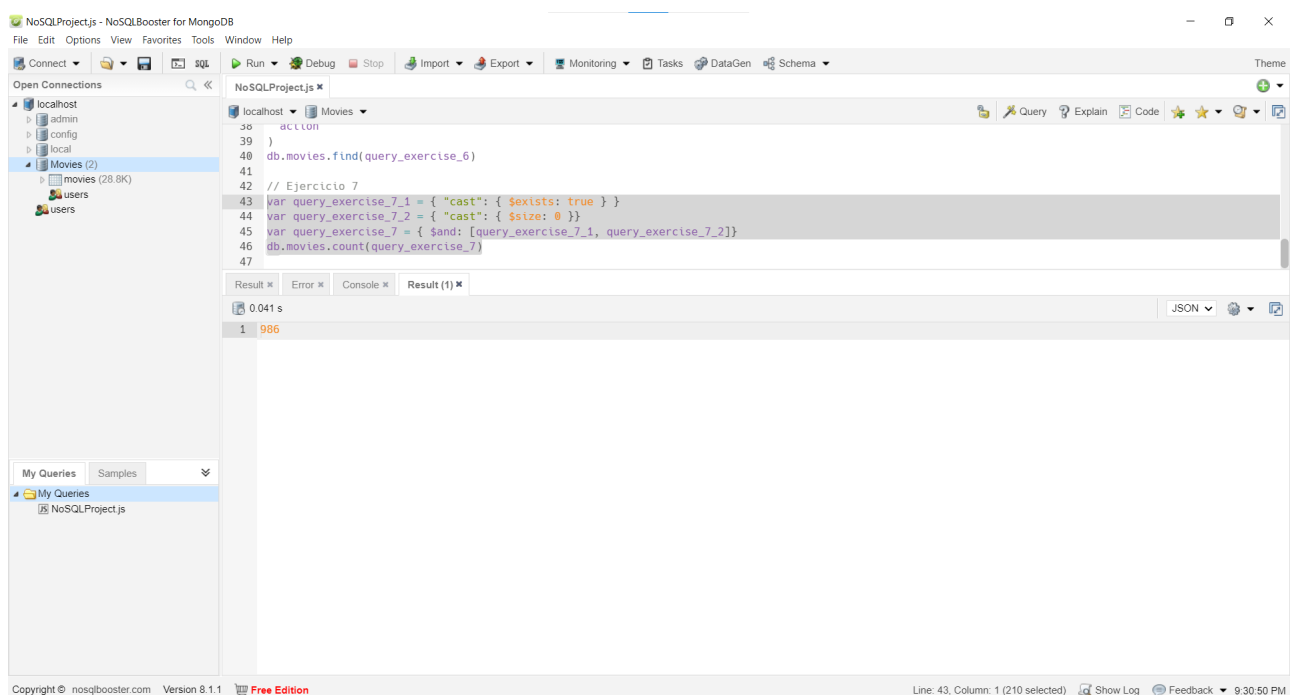 NoSQLProject.js - NoSQLBooster for MongoDB
File Edit Options View Favorites Tools Window Help
Connect SQL Run Debug Stop Import Export Monitoring Tasks DataGen Schema Theme
Open Connections
NoSQLProject.js
localhost
admin
config
local
Movies (2)
movies (28.8K)
users
users
localhost Movies Query Explain Code
38 action
39 )
40 db.movies.find(query_exercise_6)
41
42 // Ejercicio 7
43 var query_exercise_7_1 = { "cast": { $exists: true } }
44 var query_exercise_7_2 = { "cast": { $size: 0 }}
45 var query_exercise_7 = { $and: [query_exercise_7_1, query_exercise_7_2]}
46 db.movies.count(query_exercise_7)
47
Result Error Console Result (1)
0.041 s JSON
1 986
My Queries Samples
My Queries
JS NoSQLProject.js
Copyright © nosqlbooster.com Version 8.1.1 Free Edition Line: 43, Column: 1 (210 selected) Show Log Feedback 9:30:50 PM